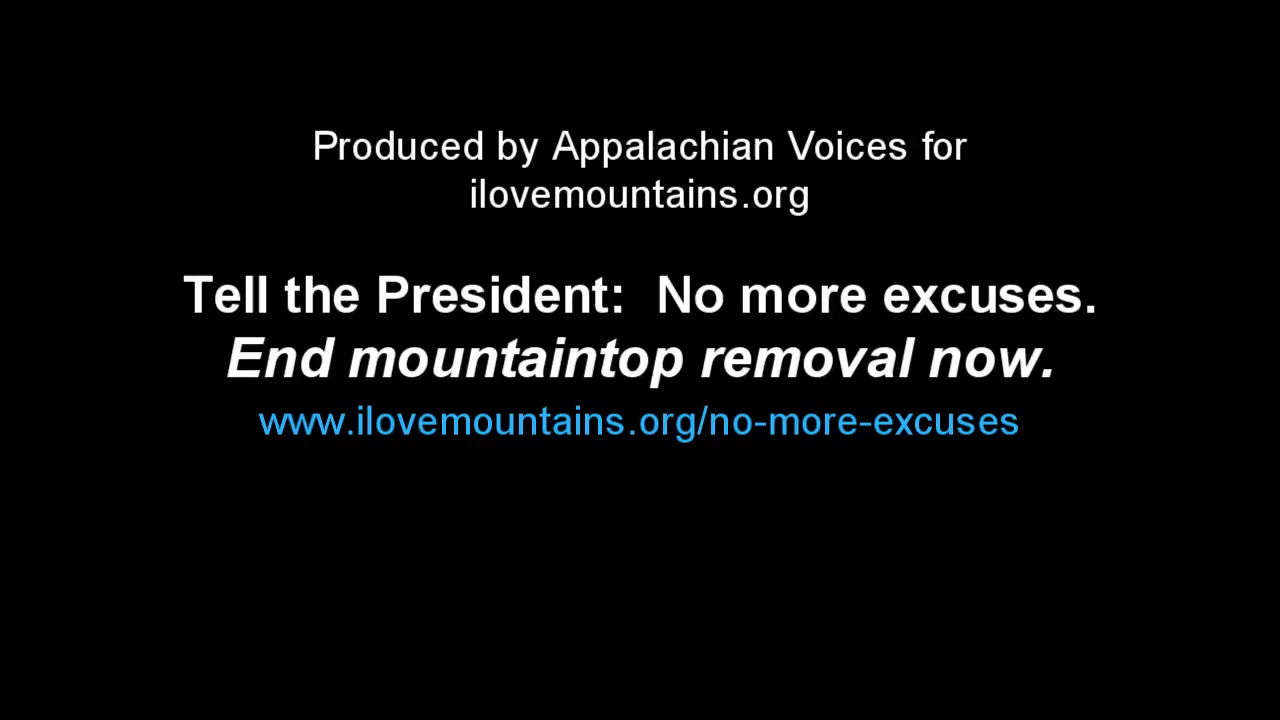 Produced by Appalachian Voices for
ilovemountains.org
Tell the President:  No more excuses.
End mountaintop removal now.
www.ilovemountains.org/no-more-excuses